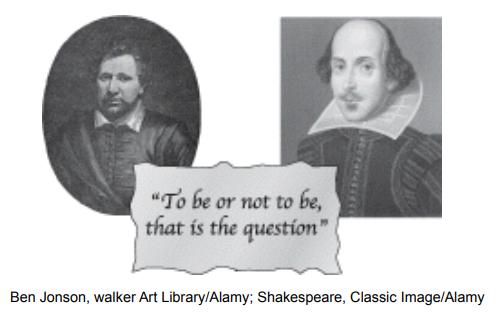 “To be or not to be,
that is the question”
Ben Jonson, walker Art Library/Alamy; Shakespeare, Classic Image/Alamy